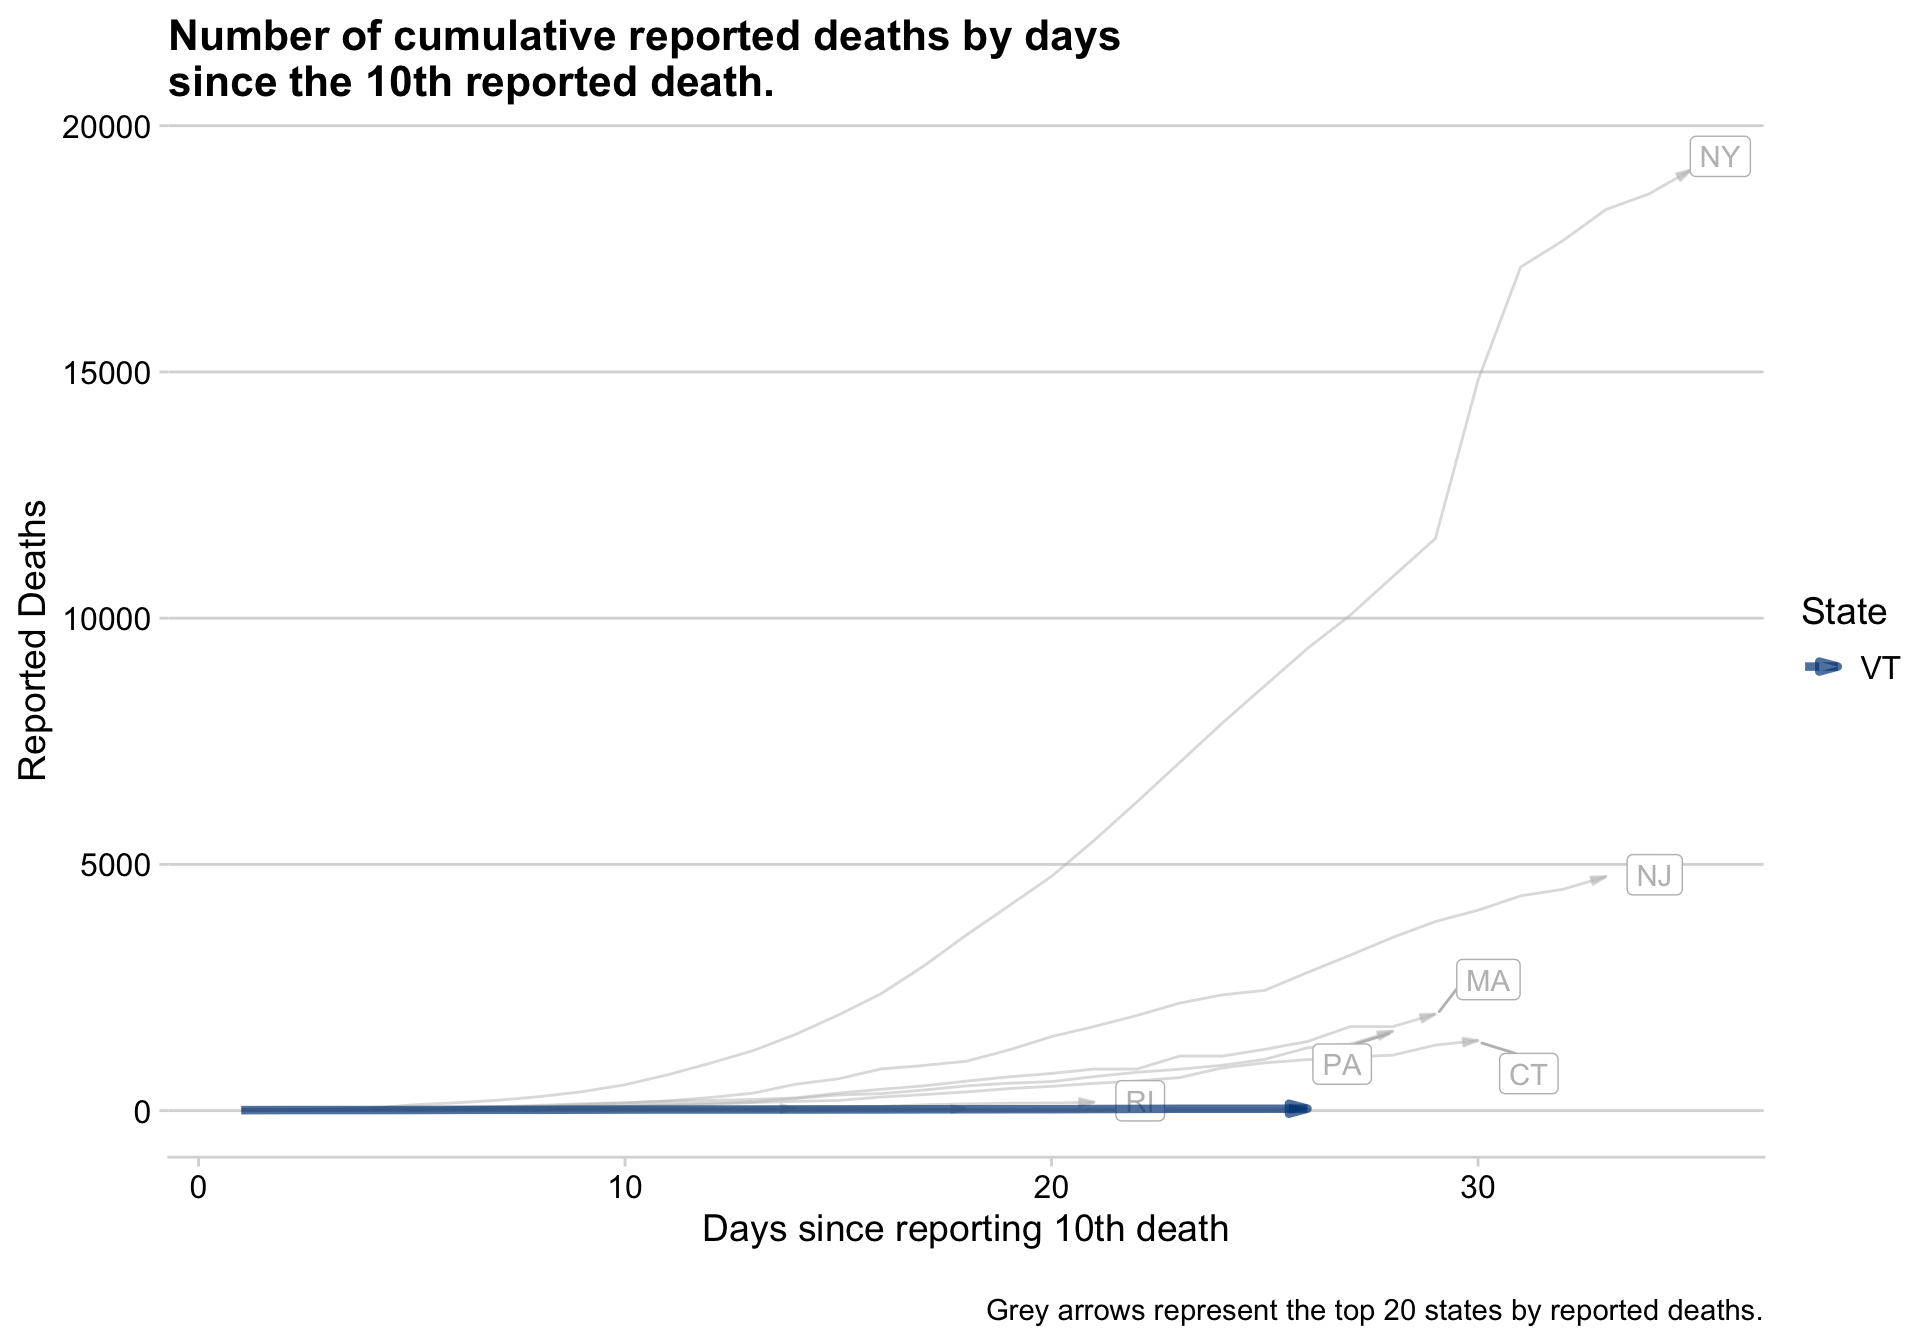 Number of cumulative reported deaths by days
since the 10th reported death.
20000
NY
15000
Reported Deaths
10000
State
VT
5000
NJ
MA
PA
CT
RI
0
0 10 20 30
Days since reporting 10th death
Grey arrows represent the top 20 states by reported deaths.